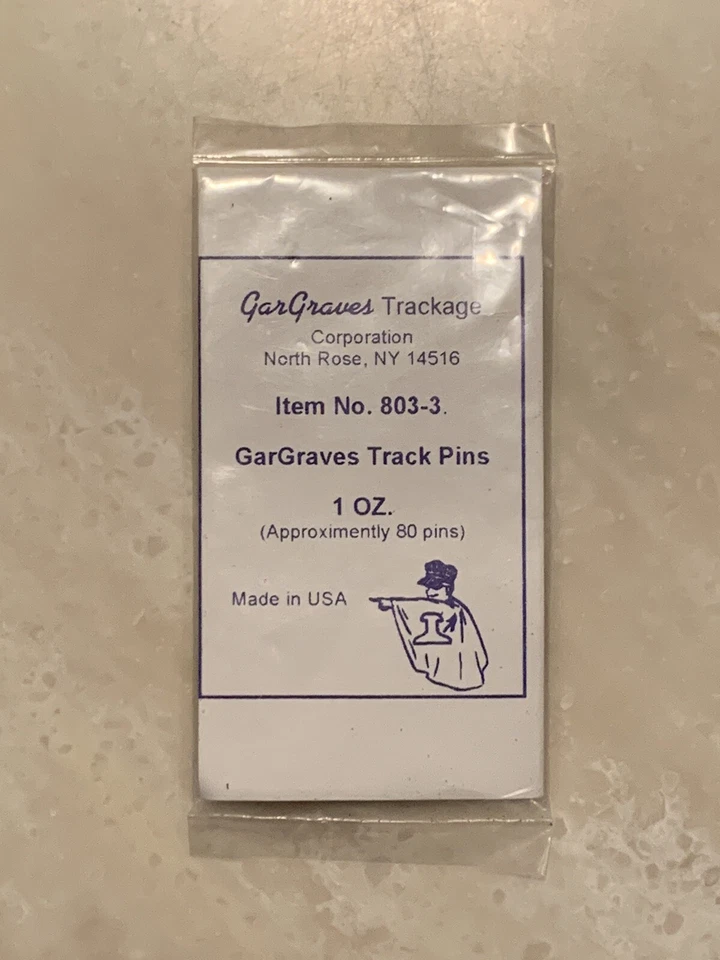 GarGraves Trackage
Corporation
North Rose, NY 14516
Item No. 803-3.
GarGraves Track Pins
1 OZ.
(Approximently 80 pins)
Made in USA